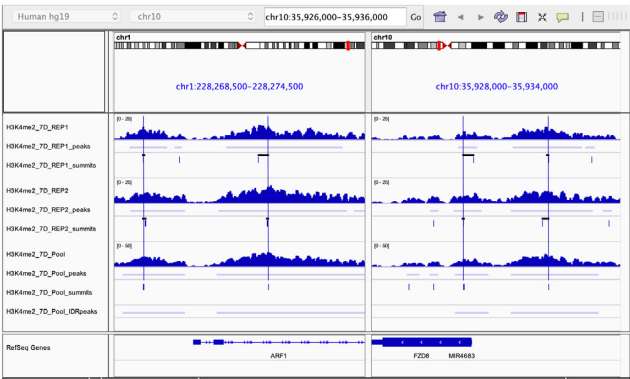 Human hg19 chr10 chr10:35,926,000-35,936,000 Go
chr1 chr10
chr1:228,268,500-228,274,500 chr10:35,928,000-35,934,000
[0 - 25] [0 - 25]
H3K4me2_7D_REP1
H3K4me2_7D_REP1_peaks
H3K4me2_7D_REP1_summits
[0 - 25] [0 - 25]
H3K4me2_7D_REP2
H3K4me2_7D_REP2_peaks
H3K4me2_7D_REP2_summits
[0 - 50] [0 - 50]
H3K4me2_7D_Pool
H3K4me2_7D_Pool_peaks
H3K4me2_7D_Pool_summits
H3K4me2_7D_Pool_IDRpeaks
RefSeq Genes
ARF1 FZD8 MIR4683